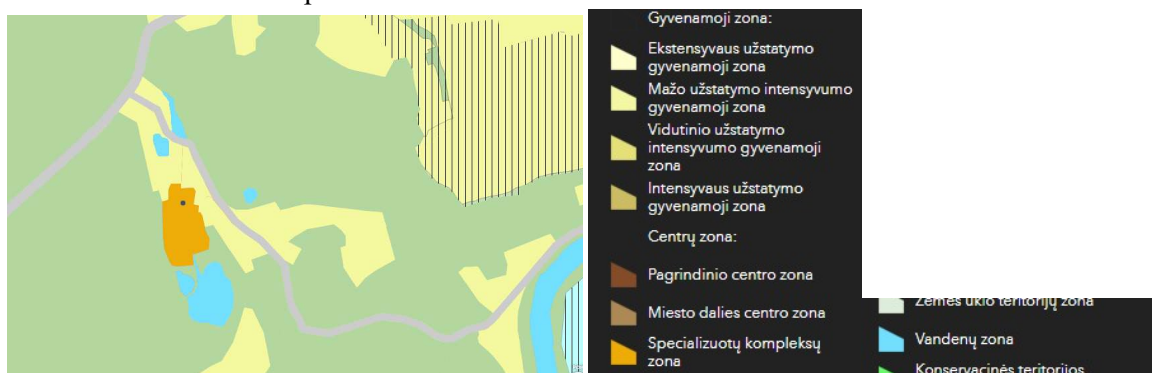 Gyvenamoji zona:
Ekstensyvaus užstatymo
gyvenamoji zona
Mažo užstatymo intensyvumo
gyvenamoji zona
Vidutinio užstatymo
intensyvumo gyvenamoji
zona
Intensyvaus užstatymo
gyvenamoji zona
Centrų zona:
Pagrindinio centro zona
Miesto dalies centro zona
Specializuotų kompleksų
zona
Žemės ūkio teritorijų zona
Vandenų zona
Konservacinės teritorijos